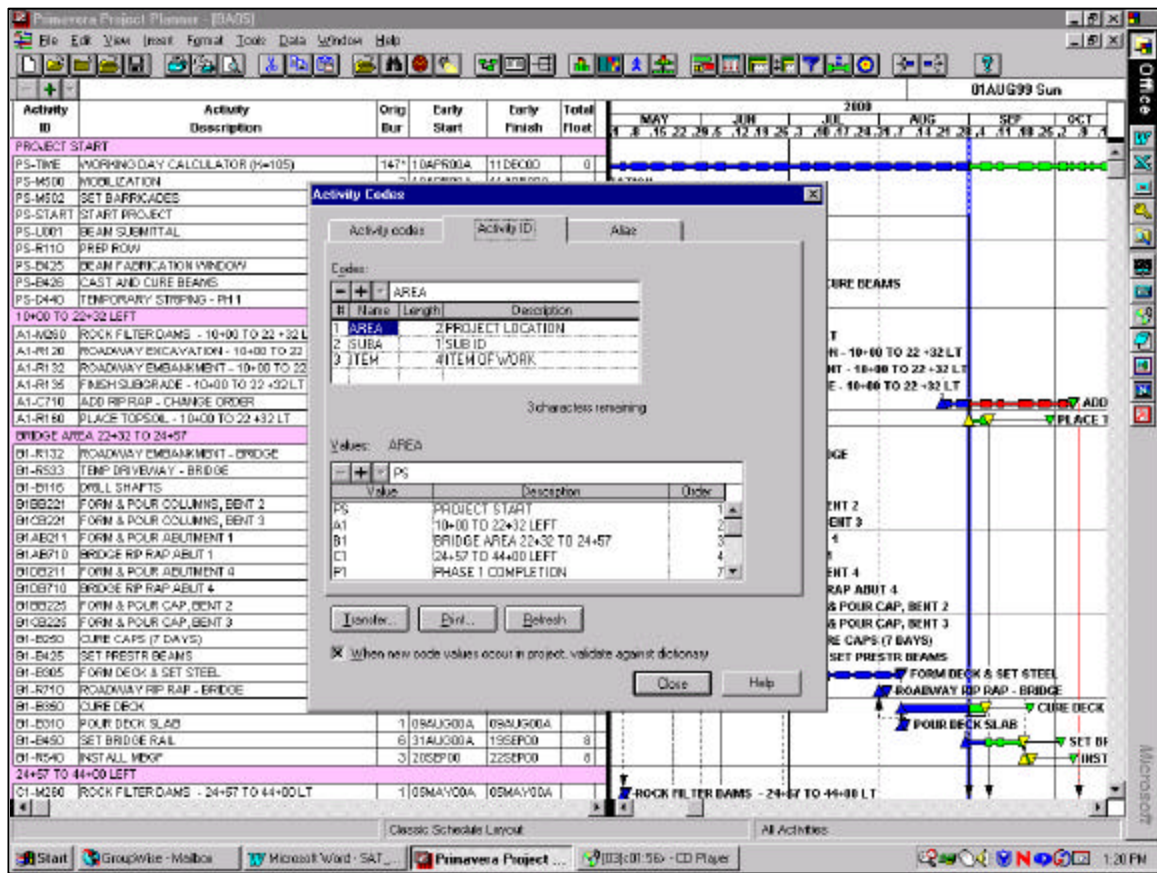 Primavera Project Planner - [BA05]
File Edit View Insert Format Tools Data Window Help
01AUG99 Sun
Activity ID Activity Description Orig Dur Early Start Early Finish Total Float
2000
MAY JUN JUL AUG SEP OCT
PROJECT START
PS-TIME WORKING DAY CALCULATOR (K=105) 147* 10APR00A 11DEC00 0
PS-M500 MOBILIZATION
PS-M502 SET BARRICADES
PS-START START PROJECT
PS-U001 BEAM SUBMITTAL
PS-R110 PREP ROW
PS-B425 BEAM FABRICATION WINDOW
PS-B426 CAST AND CURE BEAMS
CURE BEAMS
PS-D440 TEMPORARY STRIPING - PH 1
10+00 TO 22+32 LEFT
A1-M260 ROCK FILTER DAMS - 10+00 TO 22+32 L
A1-R120 ROADWAY EXCAVATION - 10+00 TO 22
N - 10+00 TO 22+32 LT
A1-R132 ROADWAY EMBANKMENT - 10+00 TO 22
NT - 10+00 TO 22+32 LT
A1-R135 FINISH SUBGRADE - 10+00 TO 22+32 LT
E - 10+00 TO 22+32 LT
A1-C710 ADD RIP RAP - CHANGE ORDER
ADD
A1-R160 PLACE TOPSOIL - 10+00 TO 22+32 LT
PLACE T
BRIDGE AREA 22+32 TO 24+57
B1-R132 ROADWAY EMBANKMENT - BRIDGE
DGE
B1-R533 TEMP DRIVEWAY - BRIDGE
B1-B116 DRILL SHAFTS
B1BB221 FORM & POUR COLUMNS, BENT 2
ENT 2
B1CB221 FORM & POUR COLUMNS, BENT 3
ENT 3
B1AB211 FORM & POUR ABUTMENT 1
1
B1AB710 BRIDGE RIP RAP ABUT 1
B1DB211 FORM & POUR ABUTMENT 4
ENT 4
B1DB710 BRIDGE RIP RAP ABUT 4
RAP ABUT 4
B1BB225 FORM & POUR CAP, BENT 2
& POUR CAP, BENT 2
B1CB225 FORM & POUR CAP, BENT 3
& POUR CAP, BENT 3
B1-B250 CURE CAPS (7 DAYS)
RE CAPS (7 DAYS)
B1-B425 SET PRESTR BEAMS
SET PRESTR BEAMS
B1-B305 FORM DECK & SET STEEL
FORM DECK & SET STEEL
B1-R710 ROADWAY RIP RAP - BRIDGE
ROADWAY RIP RAP - BRIDGE
B1-B350 CURE DECK
CURE DECK
B1-B310 POUR DECK SLAB 1 09AUG00A 09AUG00A
POUR DECK SLAB
B1-B450 SET BRIDGE RAIL 6 31AUG00A 19SEP00 8
SET BR
B1-R540 INSTALL MBGF 3 20SEP00 22SEP00 8
INST
24+57 TO 44+00 LEFT
C1-M260 ROCK FILTER DAMS - 24+57 TO 44+00 LT 1 05MAY00A 05MAY00A
ROCK FILTER DAMS - 24+57 TO 44+00 LT
Activity Codes
Activity codes Activity ID Alias
Codes:
AREA
# Name Length Description
1 AREA 2 PROJECT LOCATION
2 SUBA 1 SUB ID
3 ITEM 4 ITEM OF WORK
3 characters remaining
Values: AREA
PS
Value Description Order
PS PROJECT START 1
A1 10+00 TO 22+32 LEFT 2
B1 BRIDGE AREA 22+32 TO 24+57 3
C1 24+57 TO 44+00 LEFT 4
P1 PHASE 1 COMPLETION 7
Transfer... Print... Refresh
When new code values occur in project, validate against dictionary
Close Help
Classic Schedule Layout All Activities
Start GroupWise - Mailbox Microsoft Word - SAT_... Primavera Project ... [03]<01:56> - CD Player 1:20 PM
Office
Microsoft